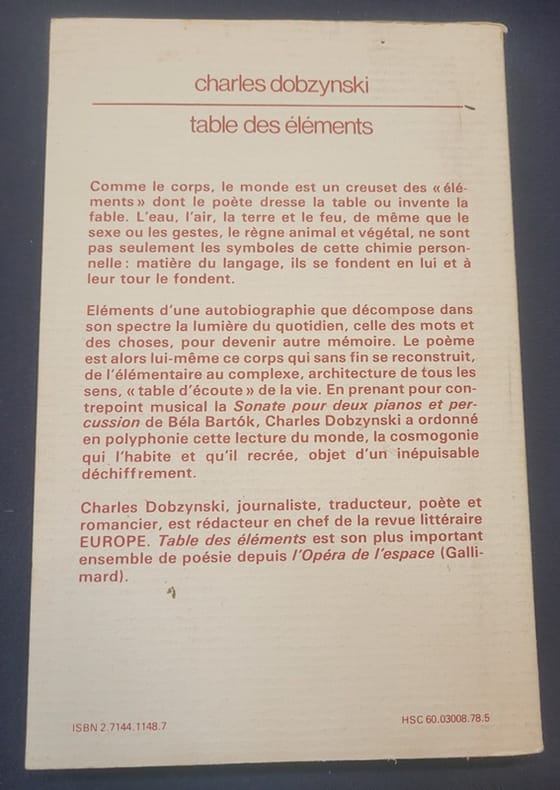 charles dobzynski
table des éléments
Comme le corps, le monde est un creuset des « élé-
ments » dont le poète dresse la table ou invente la
fable. L'eau, l'air, la terre et le feu, de même que le
sexe ou les gestes, le règne animal et végétal, ne sont
pas seulement les symboles de cette chimie person-
nelle : matière du langage, ils se fondent en lui et à
leur tour le fondent.
Eléments d'une autobiographie que décompose dans
son spectre la lumière du quotidien, celle des mots et
des choses, pour devenir autre mémoire. Le poème
est alors lui-même ce corps qui sans fin se reconstruit,
de l'élémentaire au complexe, architecture de tous les
sens, « table d'écoute » de la vie. En prenant pour con-
trepoint musical la Sonate pour deux pianos et per-
cussion de Béla Bartók, Charles Dobzynski a ordonné
en polyphonie cette lecture du monde, la cosmogonie
qui l'habite et qu'il recrée, objet d'un inépuisable
déchiffrement.
Charles Dobzynski, journaliste, traducteur, poète et
romancier, est rédacteur en chef de la revue littéraire
EUROPE. Table des éléments est son plus important
ensemble de poésie depuis l'Opéra de l'espace (Galli-
mard).
ISBN 2.7144.1148.7
HSC 60.03008.78.5